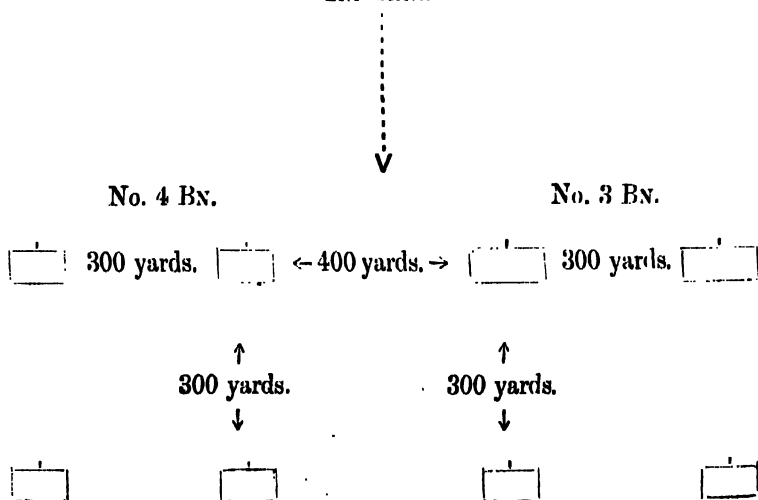 No. 4 Bn. No. 3 Bn.
300 yards. ←400 yards.→ 300 yards.
300 yards. 300 yards.